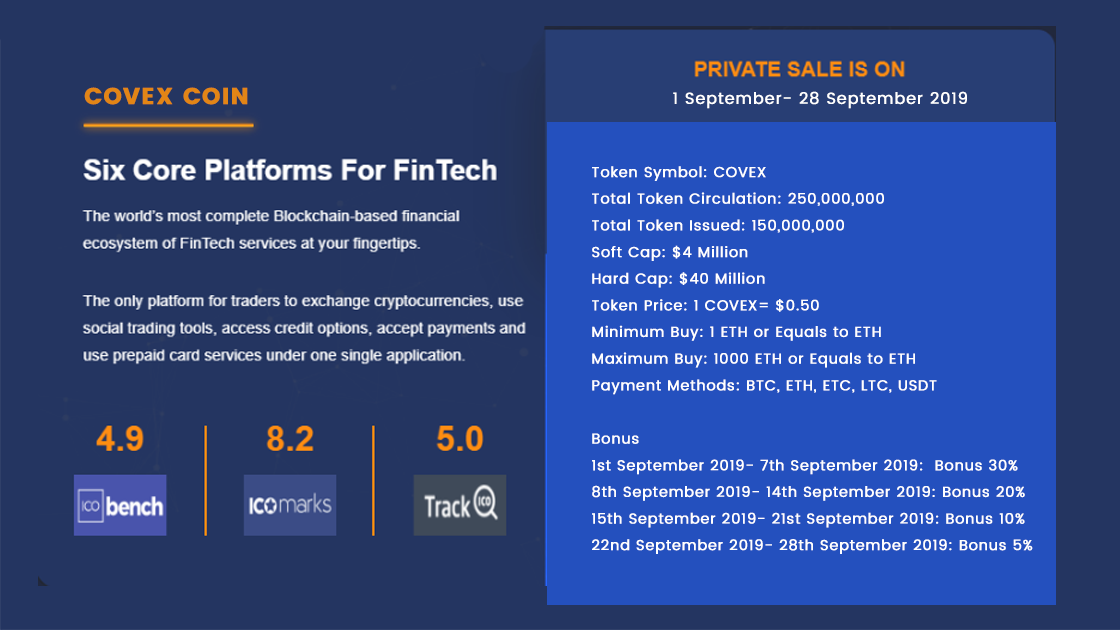 COVEX COIN
Six Core Platforms For FinTech
The world's most complete Blockchain-based financial
ecosystem of FinTech services at your fingertips.
The only platform for traders to exchange cryptocurrencies, use
social trading tools, access credit options, accept payments and
use prepaid card services under one single application.
4.9
8.2
5.0
ICO bench
ICOmarks
Track ICO
PRIVATE SALE IS ON
1 September- 28 September 2019
Token Symbol: COVEX
Total Token Circulation: 250,000,000
Total Token Issued: 150,000,000
Soft Cap: $4 Million
Hard Cap: $40 Million
Token Price: 1 COVEX= $0.50
Minimum Buy: 1 ETH or Equals to ETH
Maximum Buy: 1000 ETH or Equals to ETH
Payment Methods: BTC, ETH, ETC, LTC, USDT
Bonus
1st September 2019- 7th September 2019:  Bonus 30%
8th September 2019- 14th September 2019: Bonus 20%
15th September 2019- 21st September 2019: Bonus 10%
22nd September 2019- 28th September 2019: Bonus 5%